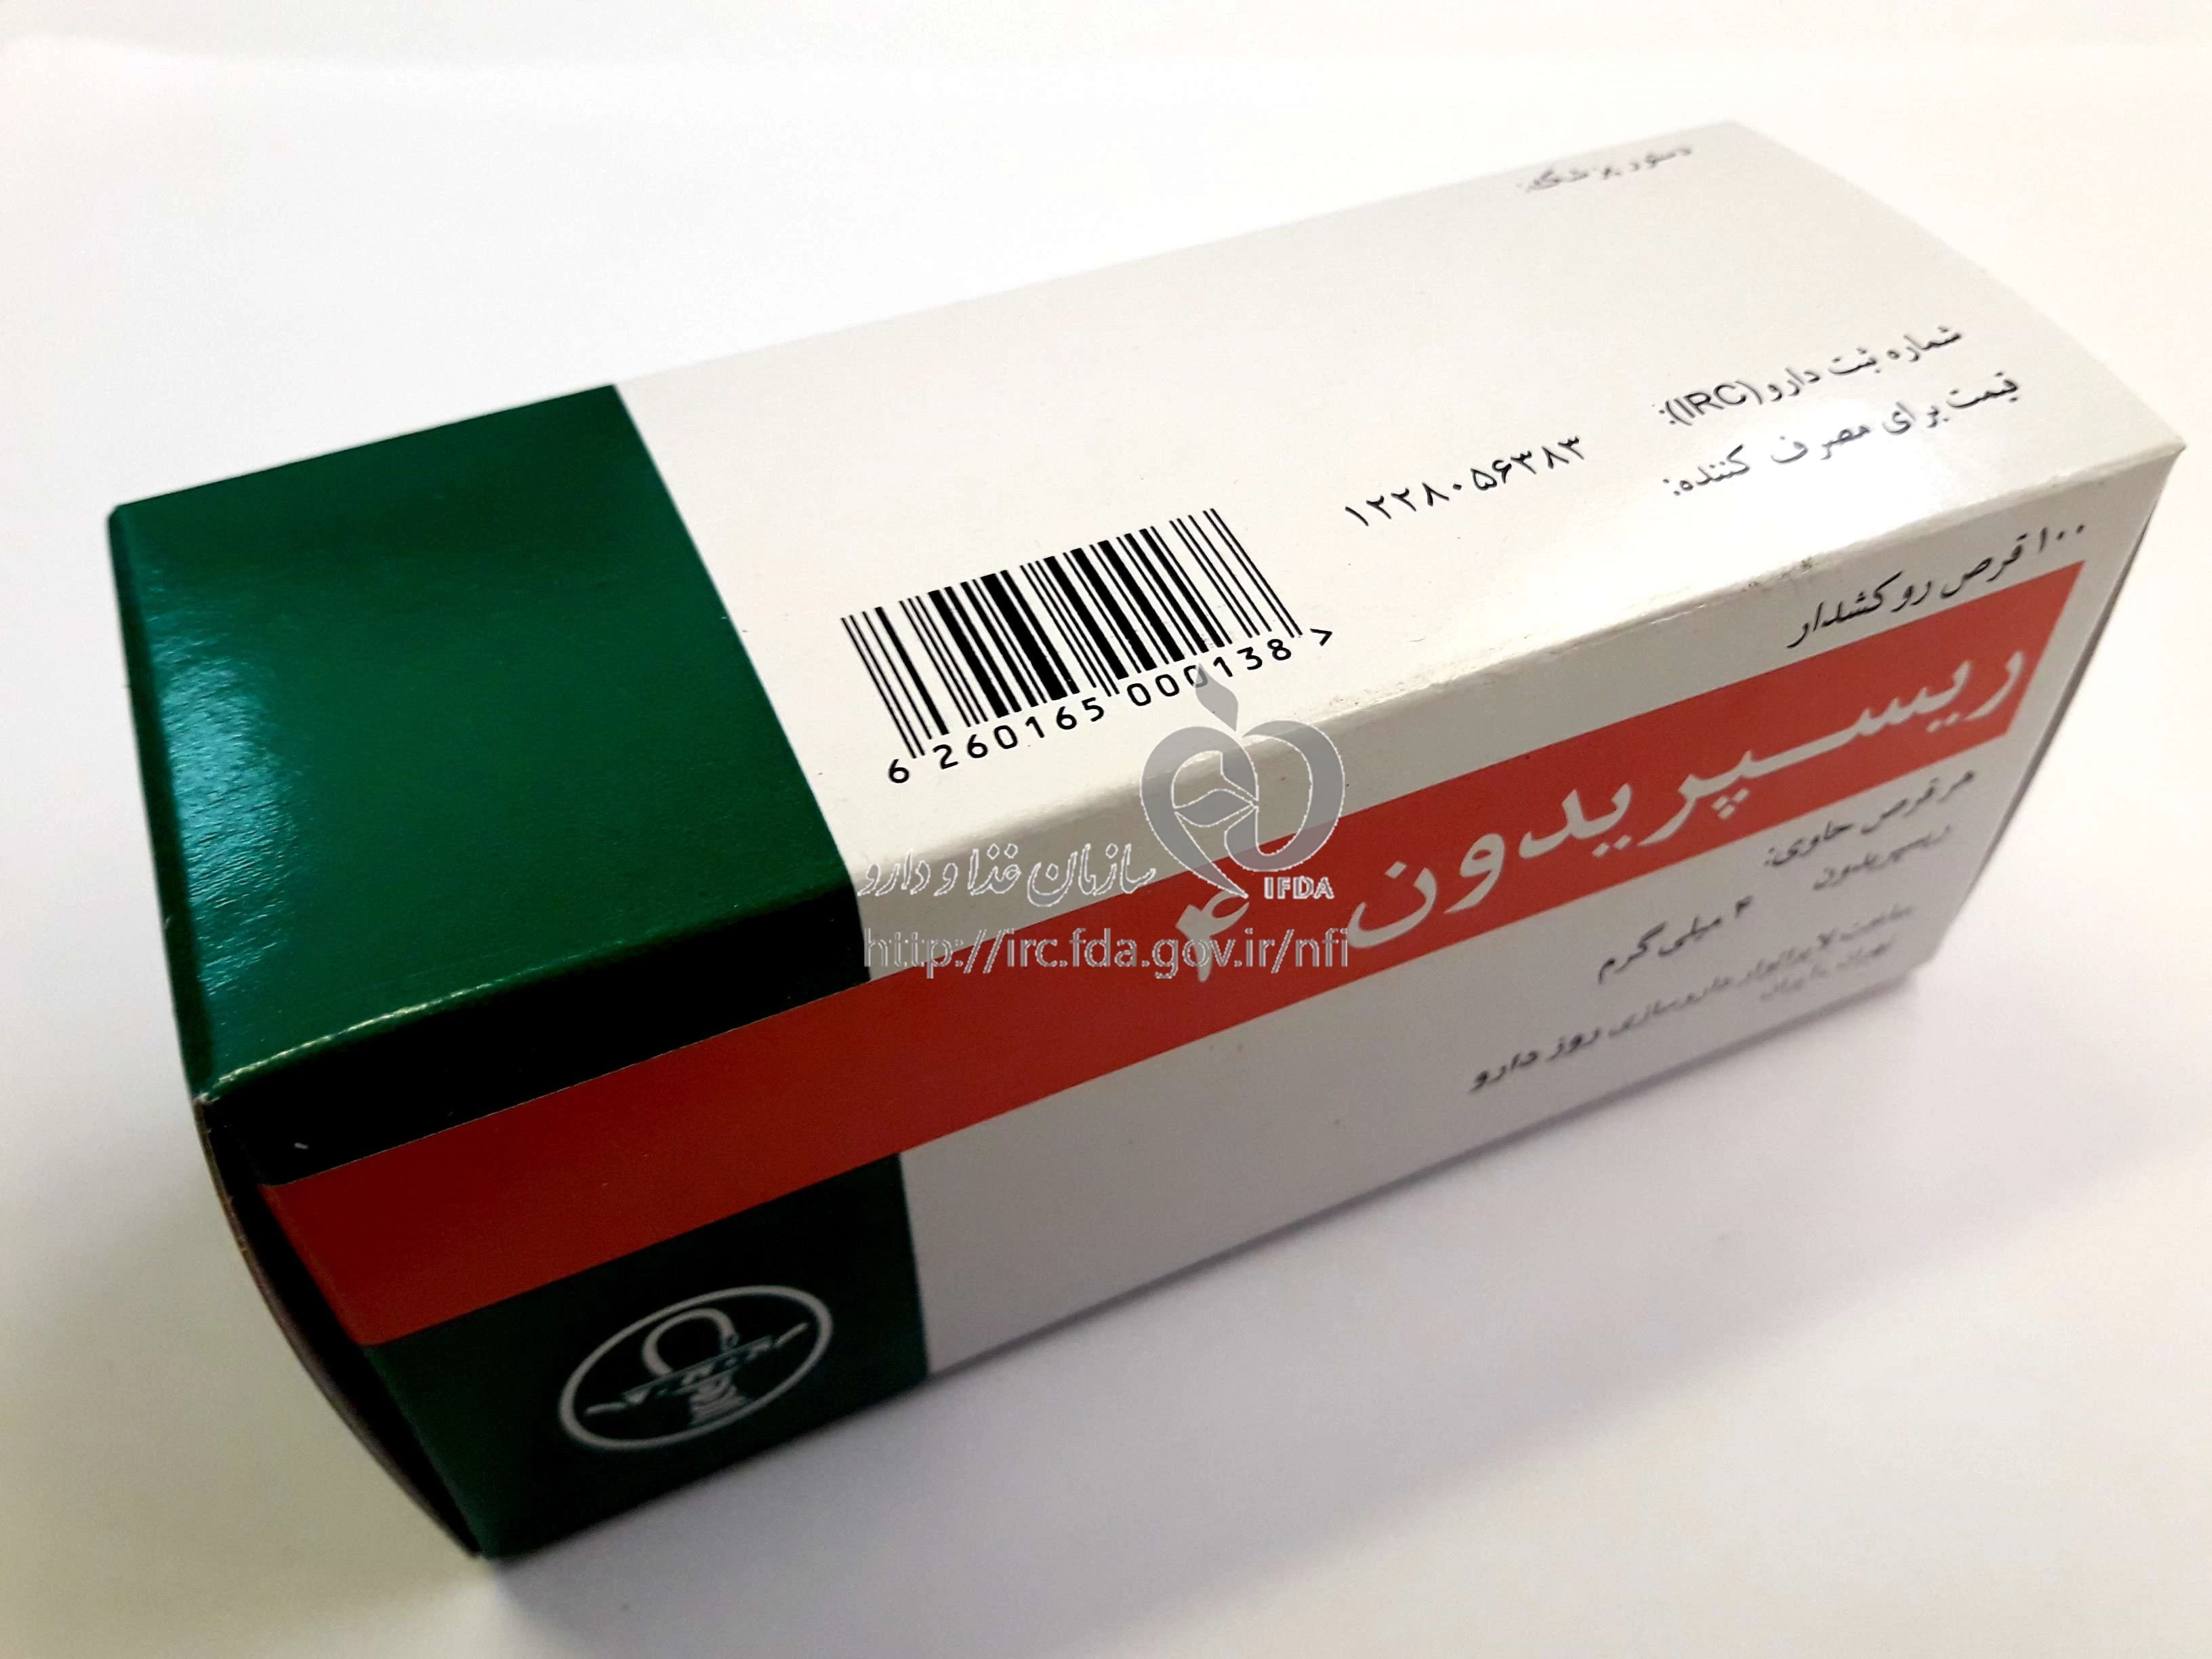 دستور پزشک:
شماره ثبت دارو (IRC):
۱۲۲۸۰۵۶۳۸۳
قیمت برای مصرف کننده:
6 260165 000138 >
۱۰۰ قرص روکشدار
ریسپریدون ۴
هر قرص حاوی:
ریسپریدون ۴ میلی‌گرم
ساخت لابراتوار داروسازی روز دارو
تهران - ایران
سازمان غذا و دارو
IFDA
http://irc.fda.gov.ir/nfi